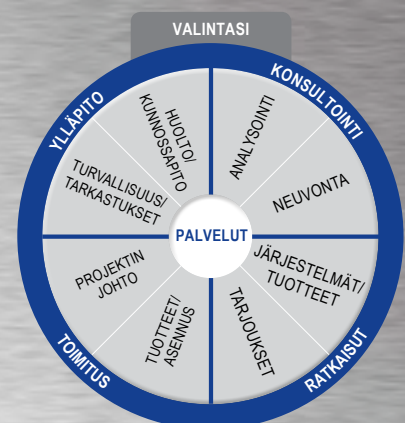 VALINTASI
YLLÄPITO
KONSULTOINTI
HUOLTO/
KUNNOSSAPITO
ANALYSOINTI
TURVALLISUUS/
TARKASTUKSET
NEUVONTA
PALVELUT
PROJEKTIN
JOHTO
JÄRJESTELMÄT/
TUOTTEET
TUOTTEET/
ASENNUS
TARJOUKSET
TOIMITUS
RATKAISUT